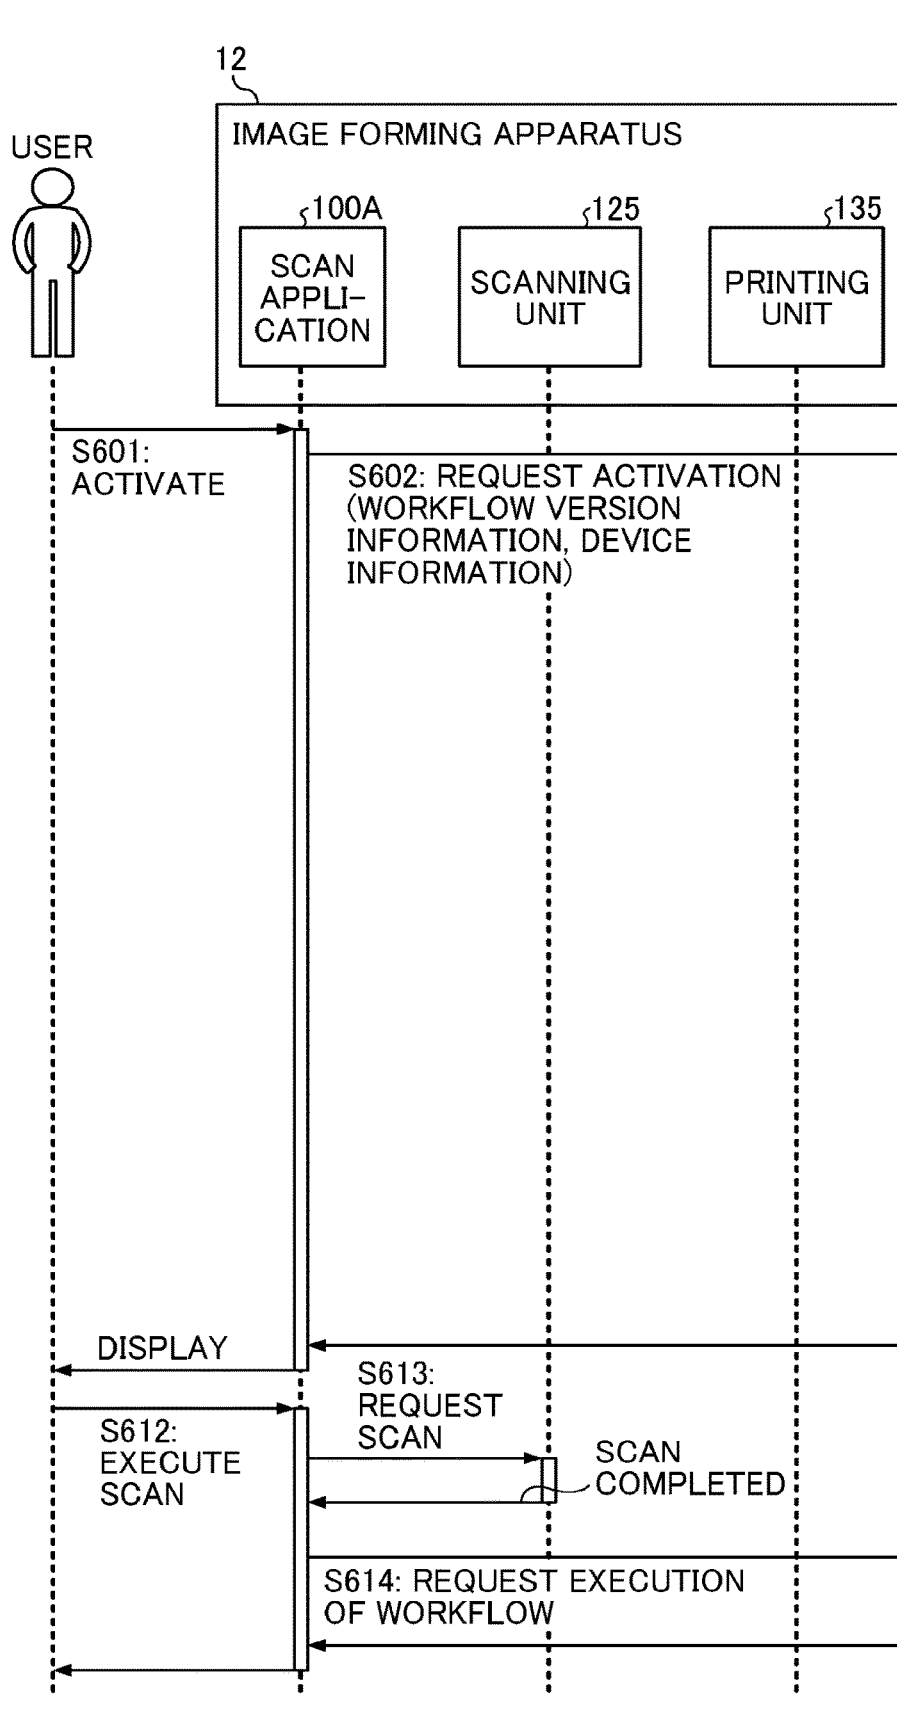 12
IMAGE FORMING APPARATUS
USER
100A
125
135
SCAN
APPLI-
CATION
SCANNING
UNIT
PRINTING
UNIT
S601:
ACTIVATE
S602: REQUEST ACTIVATION
(WORKFLOW VERSION
INFORMATION, DEVICE
INFORMATION)
DISPLAY
S613:
REQUEST
SCAN
S612:
EXECUTE
SCAN
SCAN
COMPLETED
S614: REQUEST EXECUTION
OF WORKFLOW